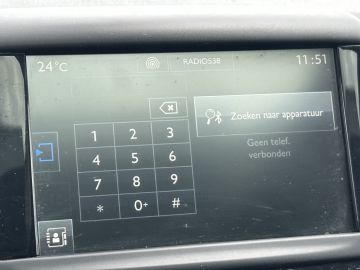 24°C RADIO538 11:51
1 2 3
4 5 6
7 8 9
* 0+ #
Zoeken naar apparatuur
Geen telef.
verbonden